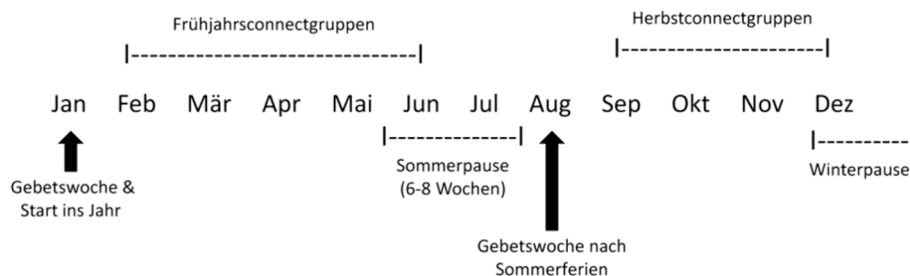 Frühjahrsconnectgruppen
Herbstconnectgruppen
Jan Feb Mär Apr Mai Jun Jul Aug Sep Okt Nov Dez
Gebetswoche &
Start ins Jahr
Sommerpause
(6-8 Wochen)
Winterpause
Gebetswoche nach
Sommerferien